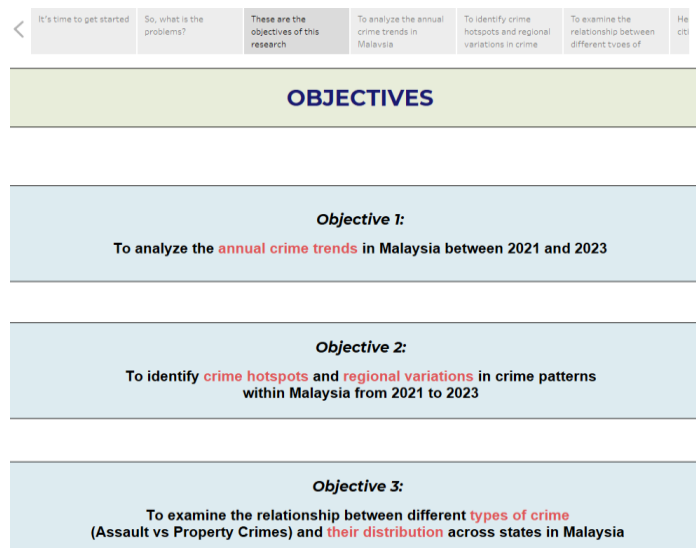 It's time to get started
So, what is the
problems?
These are the
objectives of this
research
To analyze the annual
crime trends in
Malaysia
To identify crime
hotspots and regional
variations in crime
To examine the
relationship between
different types of
He
citi
OBJECTIVES
Objective 1:
To analyze the annual crime trends in Malaysia between 2021 and 2023
Objective 2:
To identify crime hotspots and regional variations in crime patterns
within Malaysia from 2021 to 2023
Objective 3:
To examine the relationship between different types of crime
(Assault vs Property Crimes) and their distribution across states in Malaysia